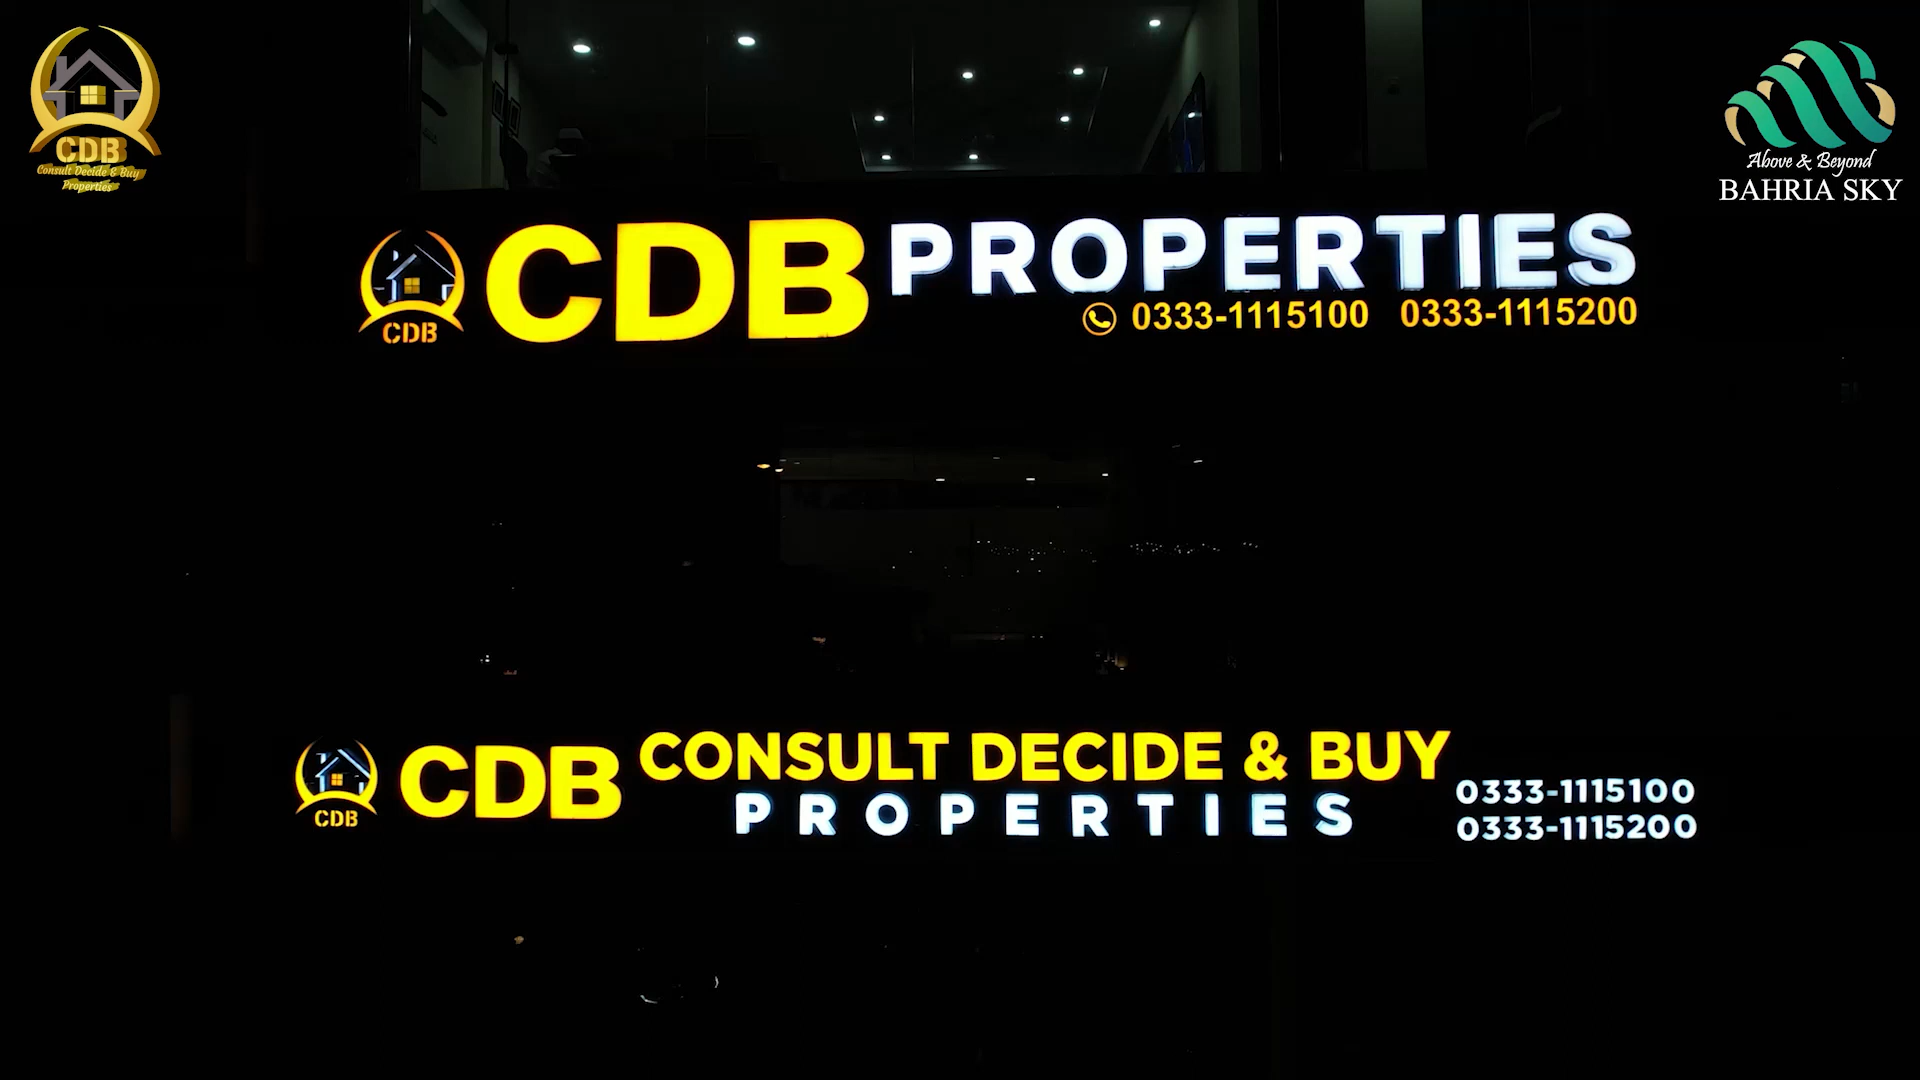 CDB
Consult Decide & Buy
Properties
Above & Beyond
BAHRIA SKY
CDB
CDB PROPERTIES
0333-1115100 0333-1115200
CDB
CDB CONSULT DECIDE & BUY
PROPERTIES
0333-1115100
0333-1115200